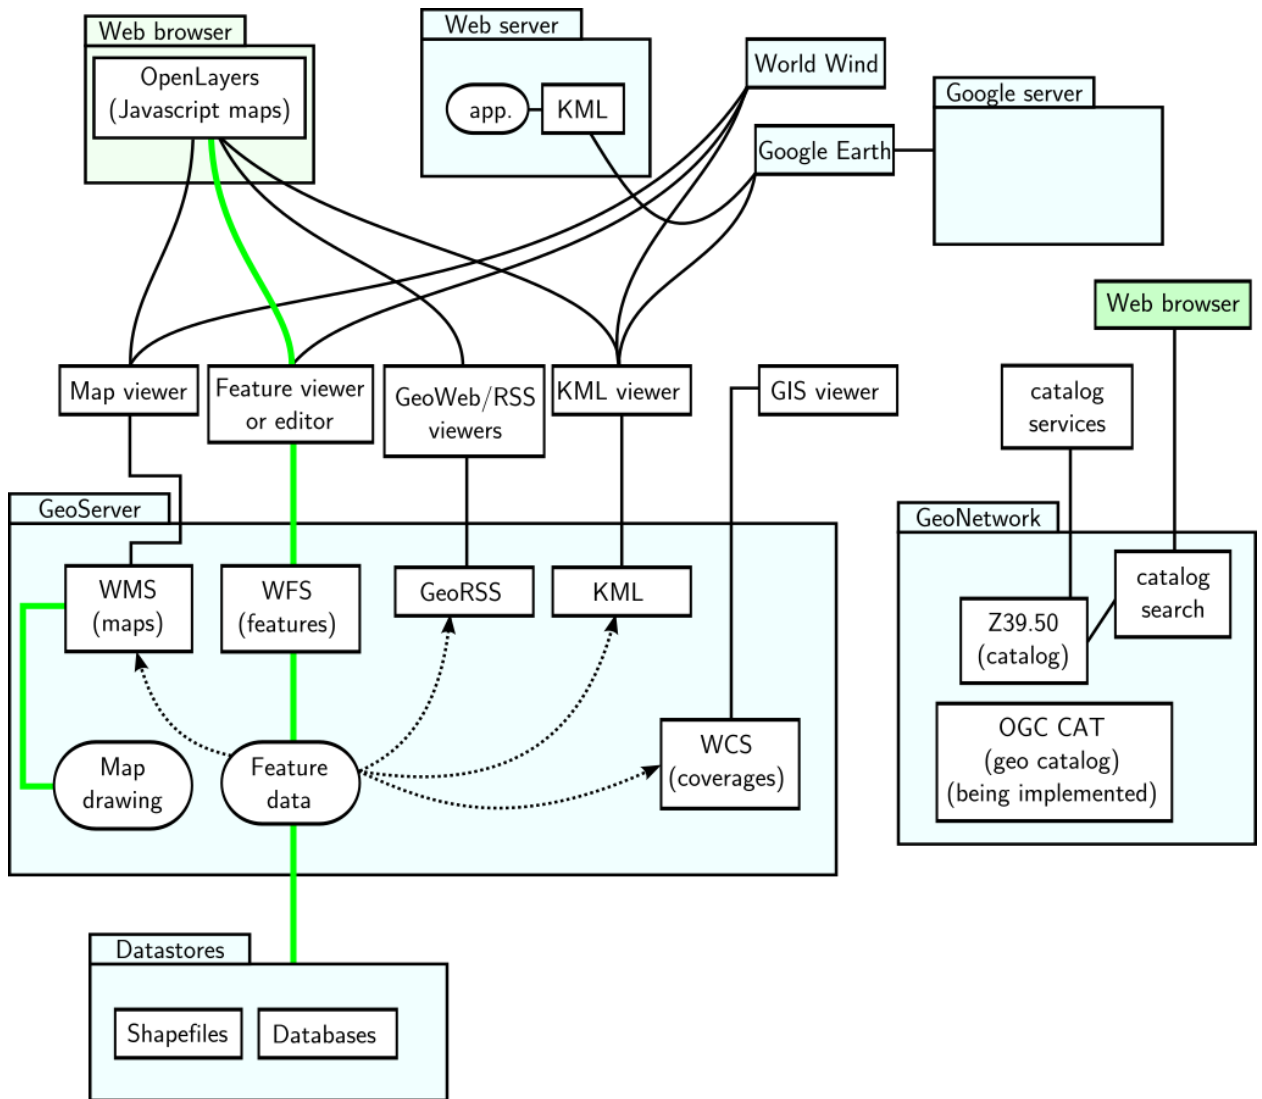 Web browser
OpenLayers
(Javascript maps)
Web server
app.
KML
World Wind
Google Earth
Google server
Web browser
Map viewer
Feature viewer
or editor
GeoWeb/RSS
viewers
KML viewer
GIS viewer
catalog
services
GeoServer
WMS
(maps)
WFS
(features)
GeoRSS
KML
Map
drawing
Feature
data
WCS
(coverages)
GeoNetwork
catalog
search
Z39.50
(catalog)
OGC CAT
(geo catalog)
(being implemented)
Datastores
Shapefiles
Databases